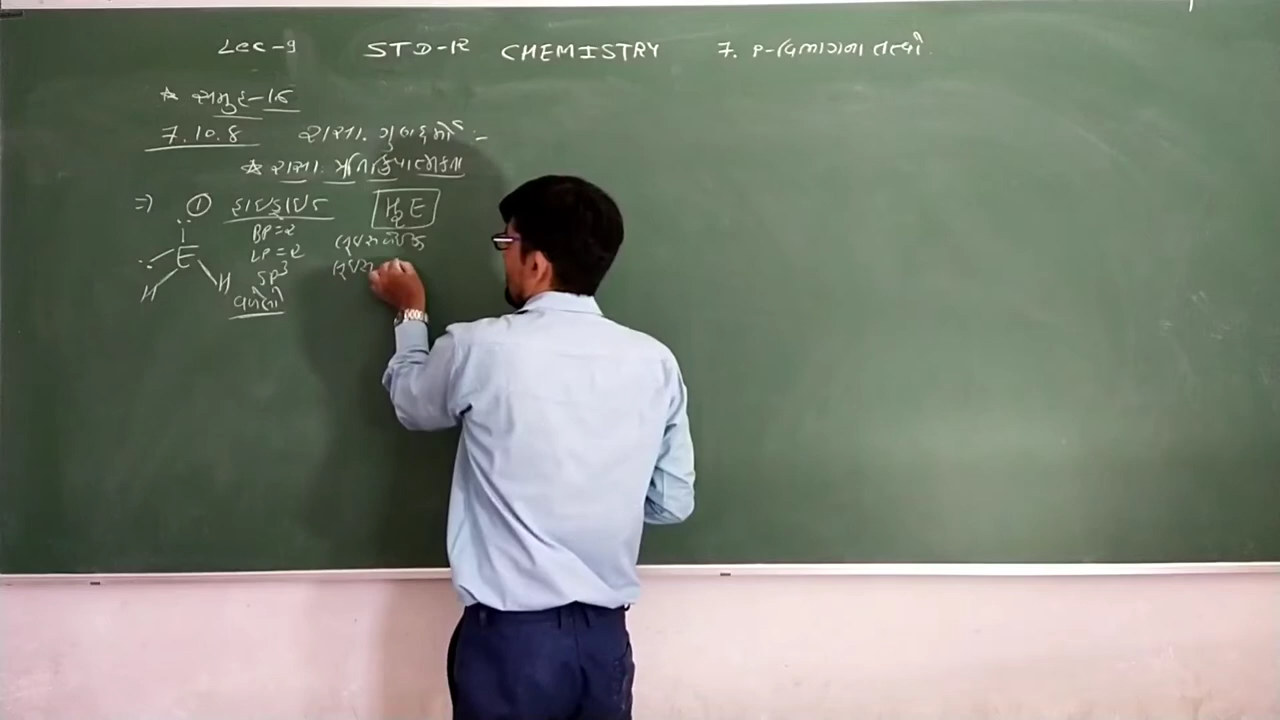 Lec-9 STD-12 CHEMISTRY 7. P-વિભાગના તત્વો.
* સમૂહ-16
7.10.8 રાસા. ગુણધર્મો :-
* રાસા. પ્રતિક્રિયાત્મકતા
⇒ ① હાઇડ્રાઇડ H₂E
BP=2
LP=2
SP³
E
H H